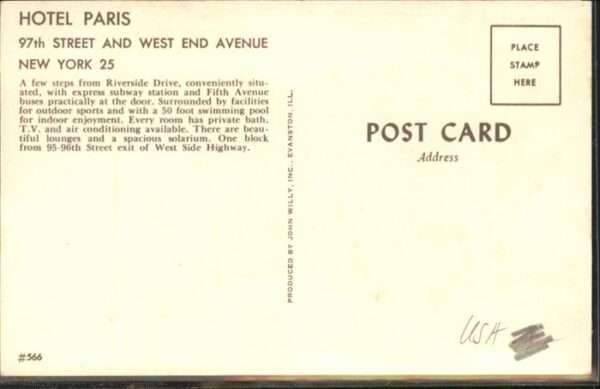 HOTEL PARIS
97th STREET AND WEST END AVENUE
NEW YORK 25
A few steps from Riverside Drive, conveniently situ-
ated, with express subway station and Fifth Avenue
buses practically at the door. Surrounded by facilities
for outdoor sports and with a 50 foot swimming pool
for indoor enjoyment. Every room has private bath.
T.V. and air conditioning available. There are beau-
tiful lounges and a spacious solarium. One block
from 95-96th Street exit of West Side Highway.
PRODUCED BY JOHN WILLY, INC., EVANSTON, ILL.
PLACE
STAMP
HERE
POST CARD
Address
USA
#566